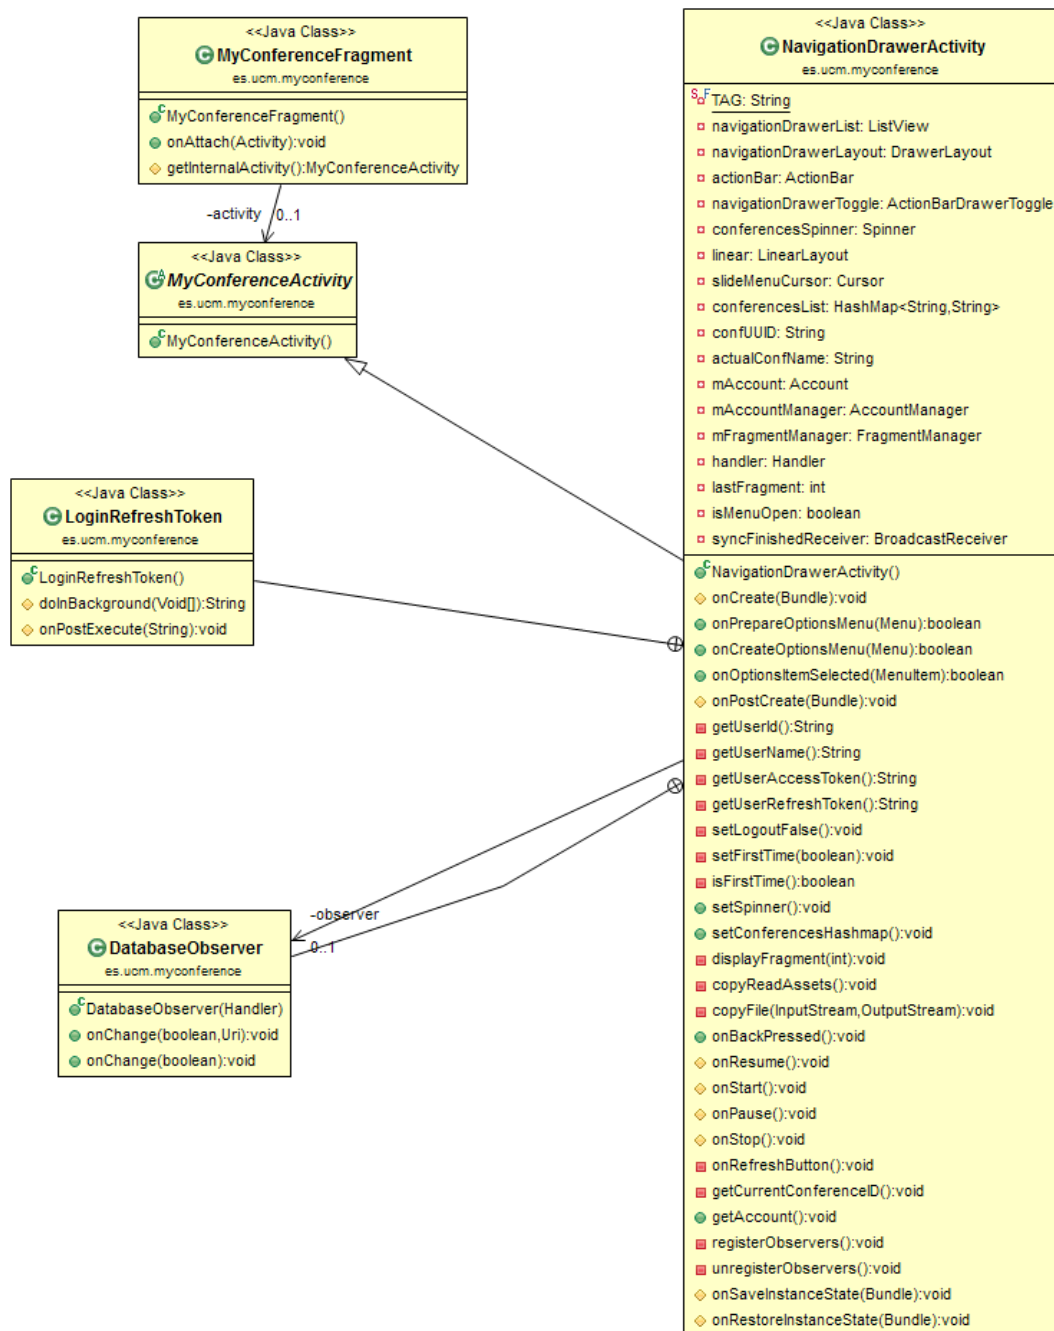 <<Java Class>>
MyConferenceFragment
es.ucm.myconference
MyConferenceFragment()
onAttach(Activity):void
getInternalActivity():MyConferenceActivity
-activity
0..1
<<Java Class>>
MyConferenceActivity
es.ucm.myconference
MyConferenceActivity()
<<Java Class>>
LoginRefreshToken
es.ucm.myconference
LoginRefreshToken()
doInBackground(Void[]):String
onPostExecute(String):void
-observer
0..1
<<Java Class>>
DatabaseObserver
es.ucm.myconference
DatabaseObserver(Handler)
onChange(boolean,Uri):void
onChange(boolean):void
<<Java Class>>
NavigationDrawerActivity
es.ucm.myconference
TAG: String
navigationDrawerList: ListView
navigationDrawerLayout: DrawerLayout
actionBar: ActionBar
navigationDrawerToggle: ActionBarDrawerToggle
conferencesSpinner: Spinner
linear: LinearLayout
slideMenuCursor: Cursor
conferencesList: HashMap<String,String>
confUUID: String
actualConfName: String
mAccount: Account
mAccountManager: AccountManager
mFragmentManager: FragmentManager
handler: Handler
lastFragment: int
isMenuOpen: boolean
syncFinishedReceiver: BroadcastReceiver
NavigationDrawerActivity()
onCreate(Bundle):void
onPrepareOptionsMenu(Menu):boolean
onCreateOptionsMenu(Menu):boolean
onOptionsItemSelected(MenuItem):boolean
onPostCreate(Bundle):void
getUserId():String
getUserName():String
getUserAccessToken():String
getUserRefreshToken():String
setLogoutFalse():void
setFirstTime(boolean):void
isFirstTime():boolean
setSpinner():void
setConferencesHashmap():void
displayFragment(int):void
copyReadAssets():void
copyFile(InputStream,OutputStream):void
onBackPressed():void
onResume():void
onStart():void
onPause():void
onStop():void
onRefreshButton():void
getCurrentConferenceID():void
getAccount():void
registerObservers():void
unregisterObservers():void
onSaveInstanceState(Bundle):void
onRestoreInstanceState(Bundle):void